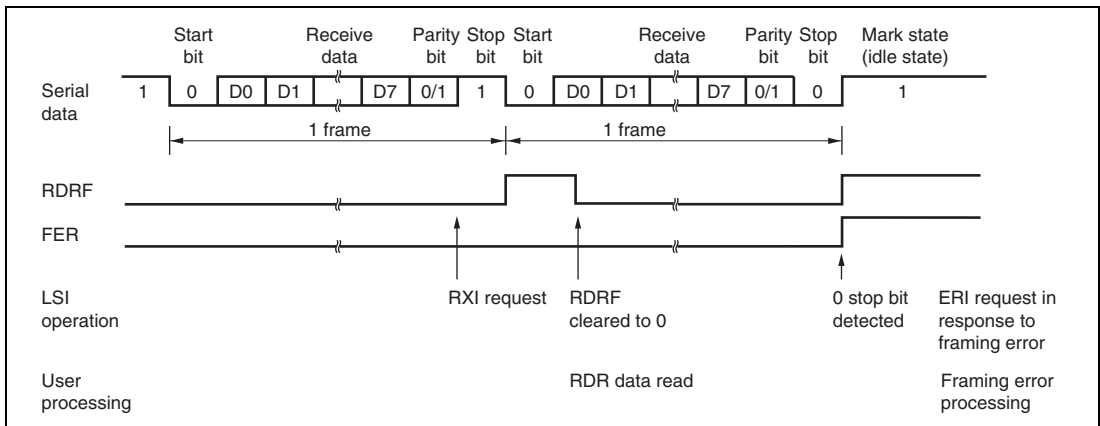 Start Receive Parity Stop Start Receive Parity Stop Mark state
bit data bit bit bit data bit bit (idle state)
Serial
data
1 0 D0 D1 D7 0/1 1 0 D0 D1 D7 0/1 0 1
1 frame 1 frame
RDRF
FER
LSI
operation
RXI request
RDRF
cleared to 0
0 stop bit
detected
ERI request in
response to
framing error
User
processing
RDR data read
Framing error
processing